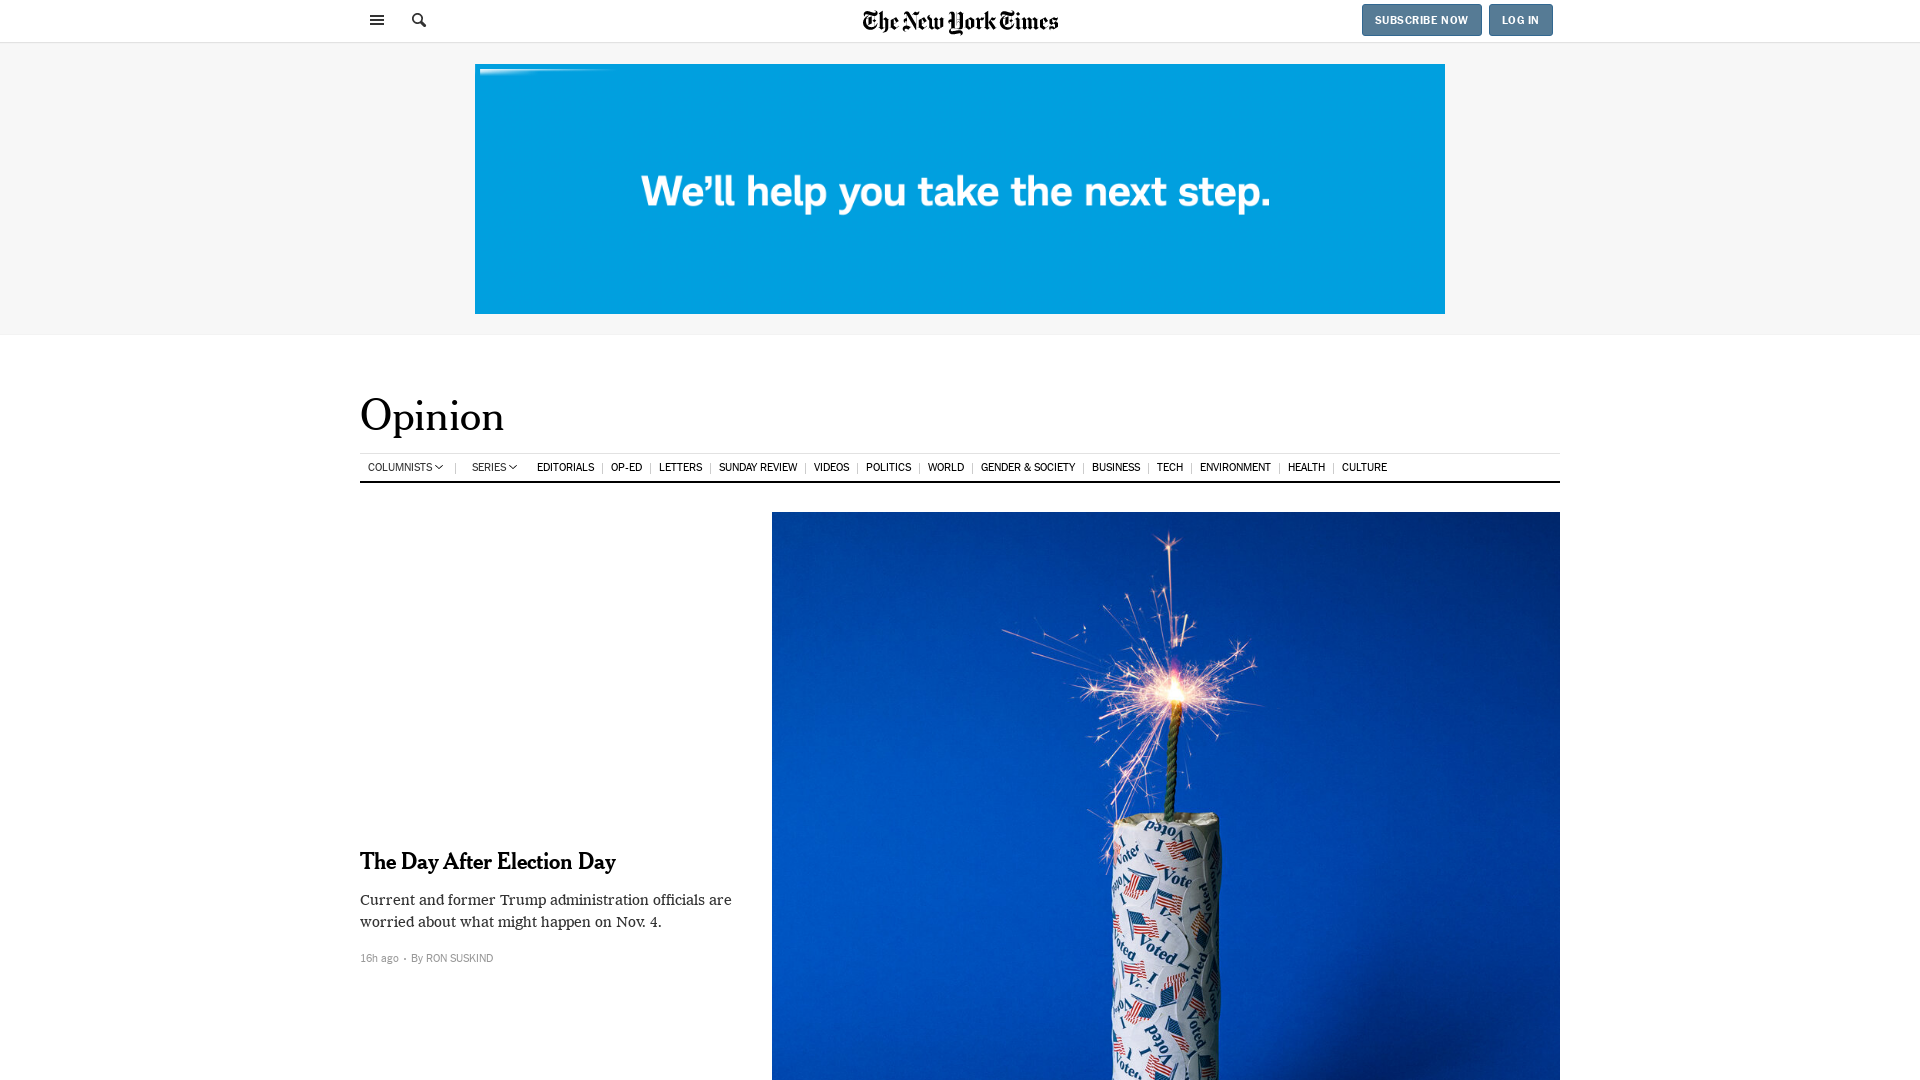 The New York Times
SUBSCRIBE NOW
LOG IN
We'll help you take the next step.
Opinion
COLUMNISTS SERIES EDITORIALS OP-ED LETTERS SUNDAY REVIEW VIDEOS POLITICS WORLD GENDER & SOCIETY BUSINESS TECH ENVIRONMENT HEALTH CULTURE
The Day After Election Day
Current and former Trump administration officials are
worried about what might happen on Nov. 4.
16h ago • By RON SUSKIND
I Voted
I Voted
I Voted
I Voted